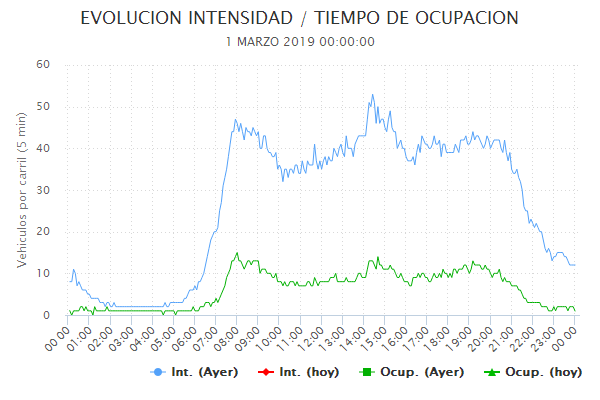 EVOLUCION INTENSIDAD / TIEMPO DE OCUPACION
1 MARZO 2019 00:00:00
Vehiculos por carril (5 min)
60
50
40
30
20
10
0
00:00 01:00 02:00 03:00 04:00 05:00 06:00 07:00 08:00 09:00 10:00 11:00 12:00 13:00 14:00 15:00 16:00 17:00 18:00 19:00 20:00 21:00 22:00 23:00 00:00
Int. (Ayer) Int. (hoy) Ocup. (Ayer) Ocup. (hoy)